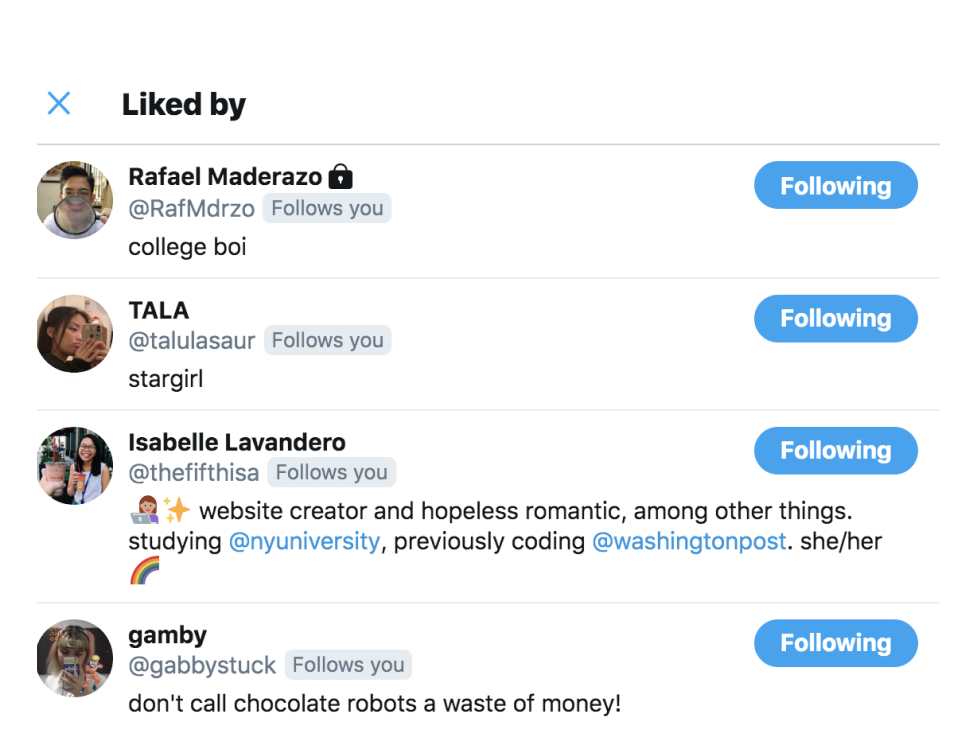 Liked by
Rafael Maderazo
Following
@RafMdrzo Follows you
college boi
TALA
Following
@talulasaur Follows you
stargirl
Isabelle Lavandero
Following
@thefifthisa Follows you
👩🏽‍💻✨ website creator and hopeless romantic, among other things.
studying @nyuniversity, previously coding @washingtonpost. she/her
🌈
gamby
Following
@gabbystuck Follows you
don't call chocolate robots a waste of money!